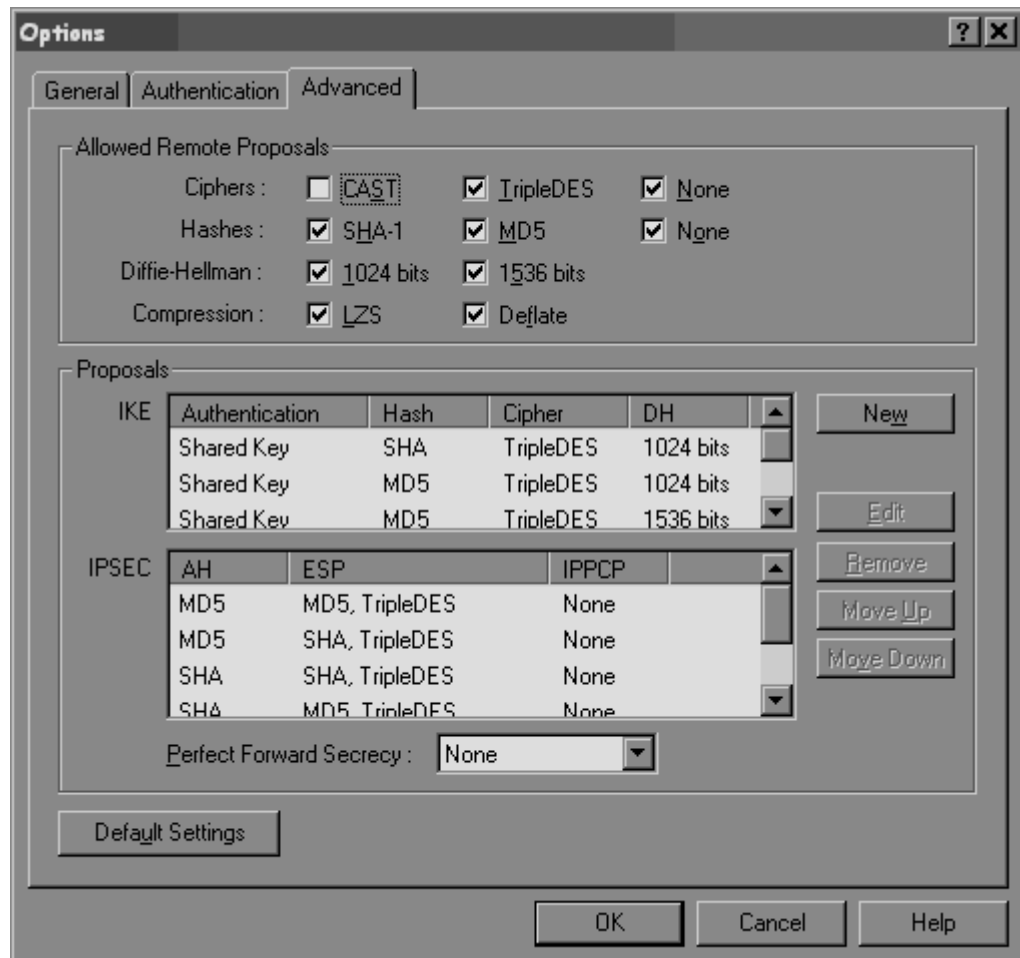 Options
General Authentication Advanced
Allowed Remote Proposals
Ciphers : CAST TripleDES None
Hashes : SHA-1 MD5 None
Diffie-Hellman : 1024 bits 1536 bits
Compression : LZS Deflate
Proposals
IKE Authentication Hash Cipher DH New
Shared Key SHA TripleDES 1024 bits
Shared Key MD5 TripleDES 1024 bits
Shared Key MD5 TripleDES 1536 bits Edit
IPSEC AH ESP IPPCP Remove
MD5 MD5, TripleDES None Move Up
MD5 SHA, TripleDES None
SHA SHA, TripleDES None Move Down
SHA MD5, TripleDES None
Perfect Forward Secrecy : None
Default Settings
OK Cancel Help